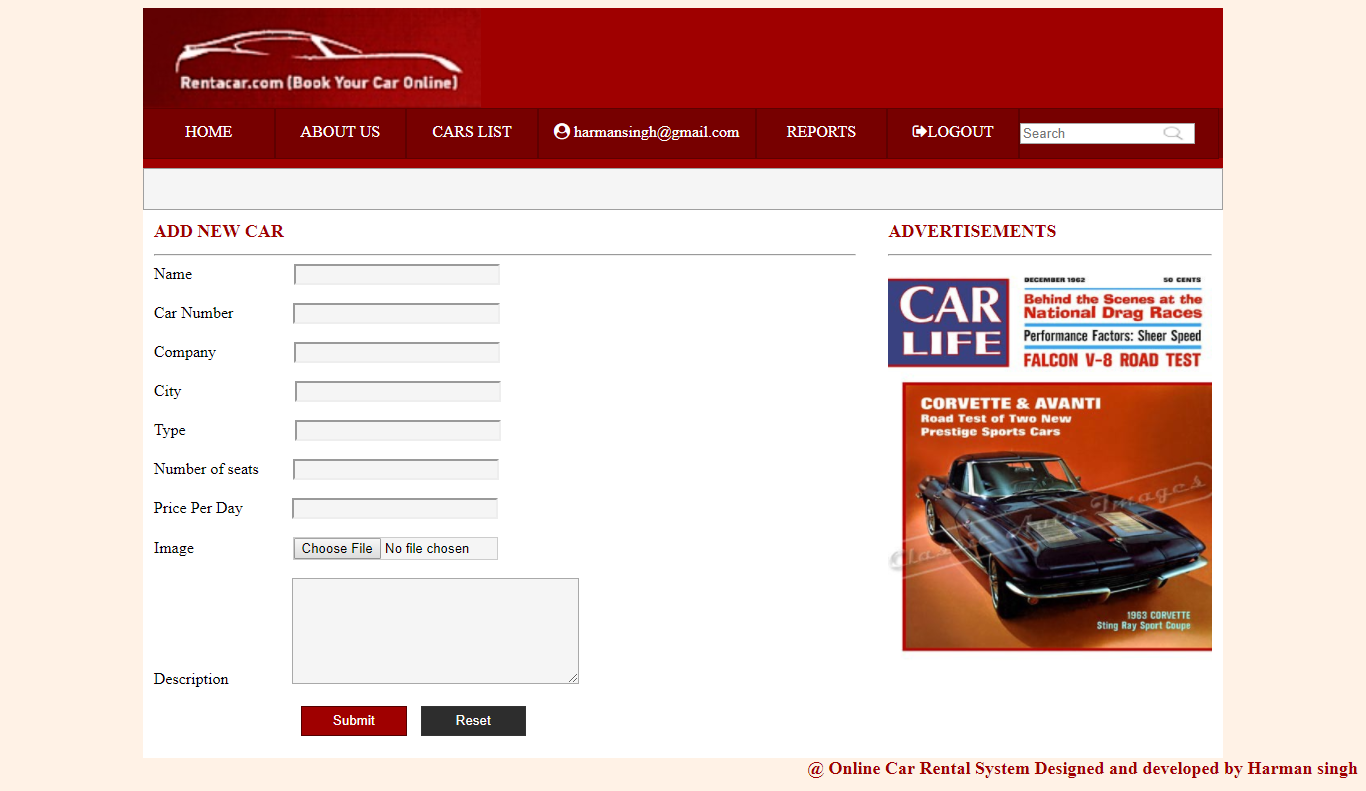 Rentacar.com (Book Your Car Online)
HOME ABOUT US CARS LIST harmansingh@gmail.com REPORTS LOGOUT Search
ADD NEW CAR
Name
Car Number
Company
City
Type
Number of seats
Price Per Day
Image Choose File No file chosen
Description
Submit Reset
ADVERTISEMENTS
DECEMBER 1962 50 CENTS
CAR
LIFE
Behind the Scenes at the
National Drag Races
Performance Factors: Sheer Speed
FALCON V-8 ROAD TEST
CORVETTE & AVANTI
Road Test of Two New
Prestige Sports Cars
Classic Auto Images
1963 CORVETTE
Sting Ray Sport Coupe
@ Online Car Rental System Designed and developed by Harman singh